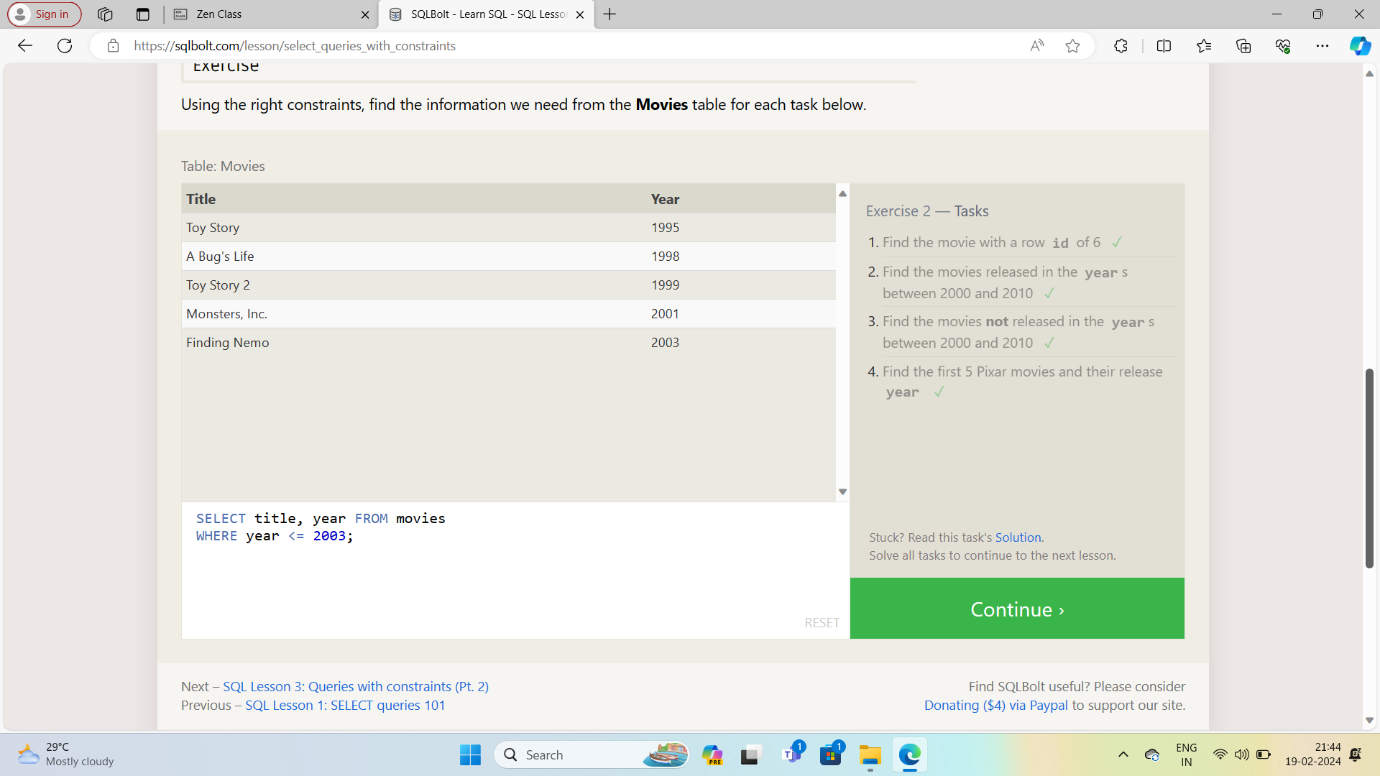 Sign in
Zen Class
SQLBolt - Learn SQL - SQL Lesso
https://sqlbolt.com/lesson/select_queries_with_constraints
Exercise
Using the right constraints, find the information we need from the Movies table for each task below.
Table: Movies
Title Year
Toy Story 1995
A Bug's Life 1998
Toy Story 2 1999
Monsters, Inc. 2001
Finding Nemo 2003
SELECT title, year FROM movies
WHERE year <= 2003;
RESET
Exercise 2 — Tasks
1. Find the movie with a row id of 6 ✓
2. Find the movies released in the year s
between 2000 and 2010 ✓
3. Find the movies not released in the year s
between 2000 and 2010 ✓
4. Find the first 5 Pixar movies and their release
year ✓
Stuck? Read this task's Solution.
Solve all tasks to continue to the next lesson.
Continue ›
Next – SQL Lesson 3: Queries with constraints (Pt. 2)
Previous – SQL Lesson 1: SELECT queries 101
Find SQLBolt useful? Please consider
Donating ($4) via Paypal to support our site.
29°C
Mostly cloudy
Search
PRE
1
1
ENG
IN
21:44
19-02-2024